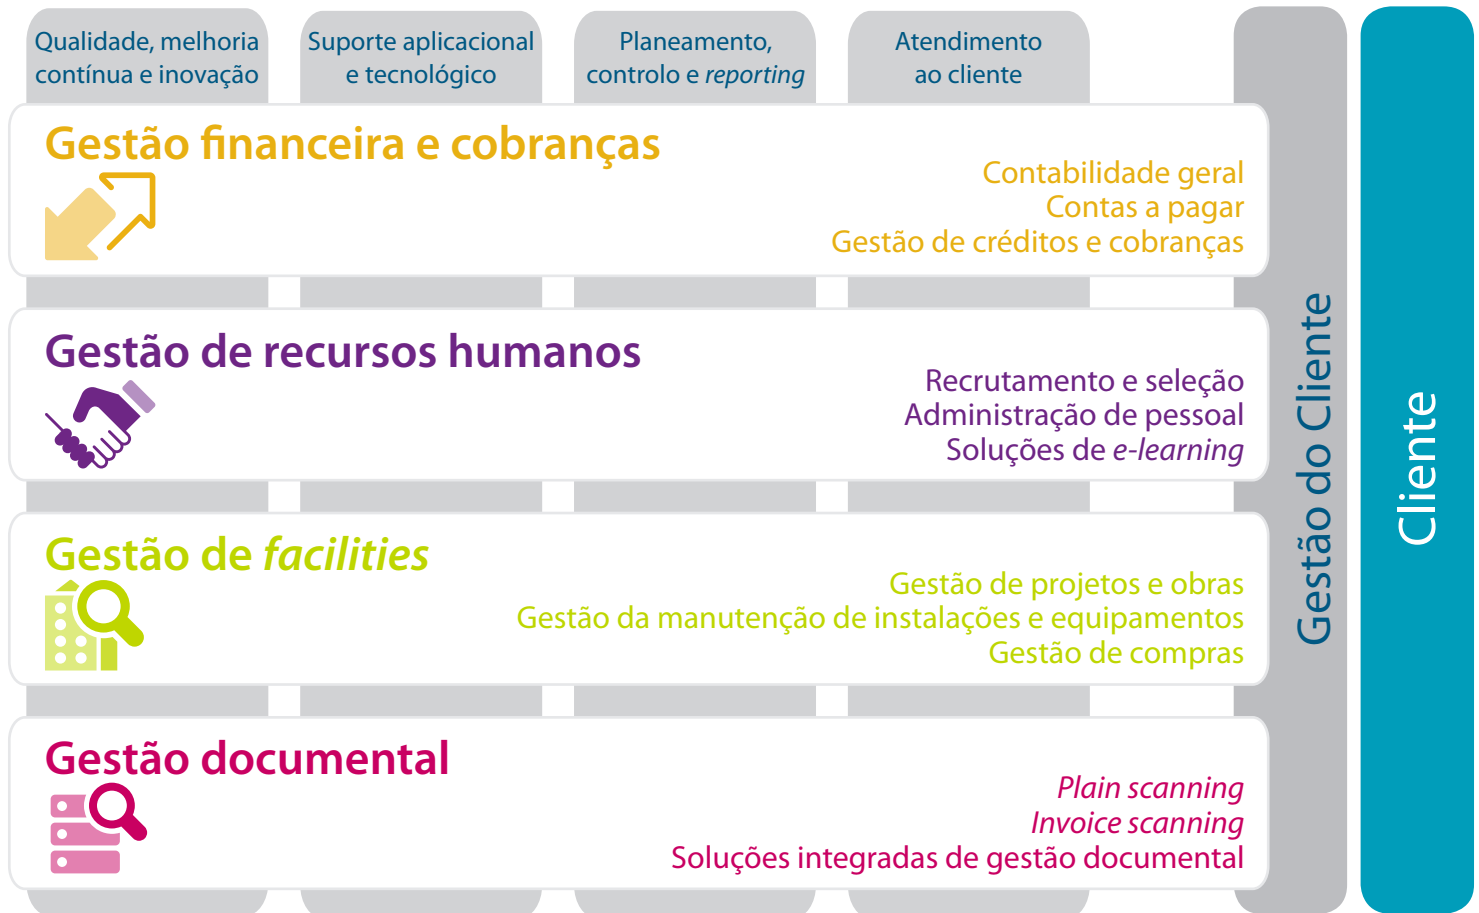 Qualidade, melhoria
contínua e inovação
Suporte aplicacional
e tecnológico
Planeamento,
controlo e reporting
Atendimento
ao cliente
Gestão financeira e cobranças
Contabilidade geral
Contas a pagar
Gestão de créditos e cobranças
Gestão de recursos humanos
Recrutamento e seleção
Administração de pessoal
Soluções de e-learning
Gestão de facilities
Gestão de projetos e obras
Gestão da manutenção de instalações e equipamentos
Gestão de compras
Gestão documental
Plain scanning
Invoice scanning
Soluções integradas de gestão documental
Gestão do Cliente
Cliente